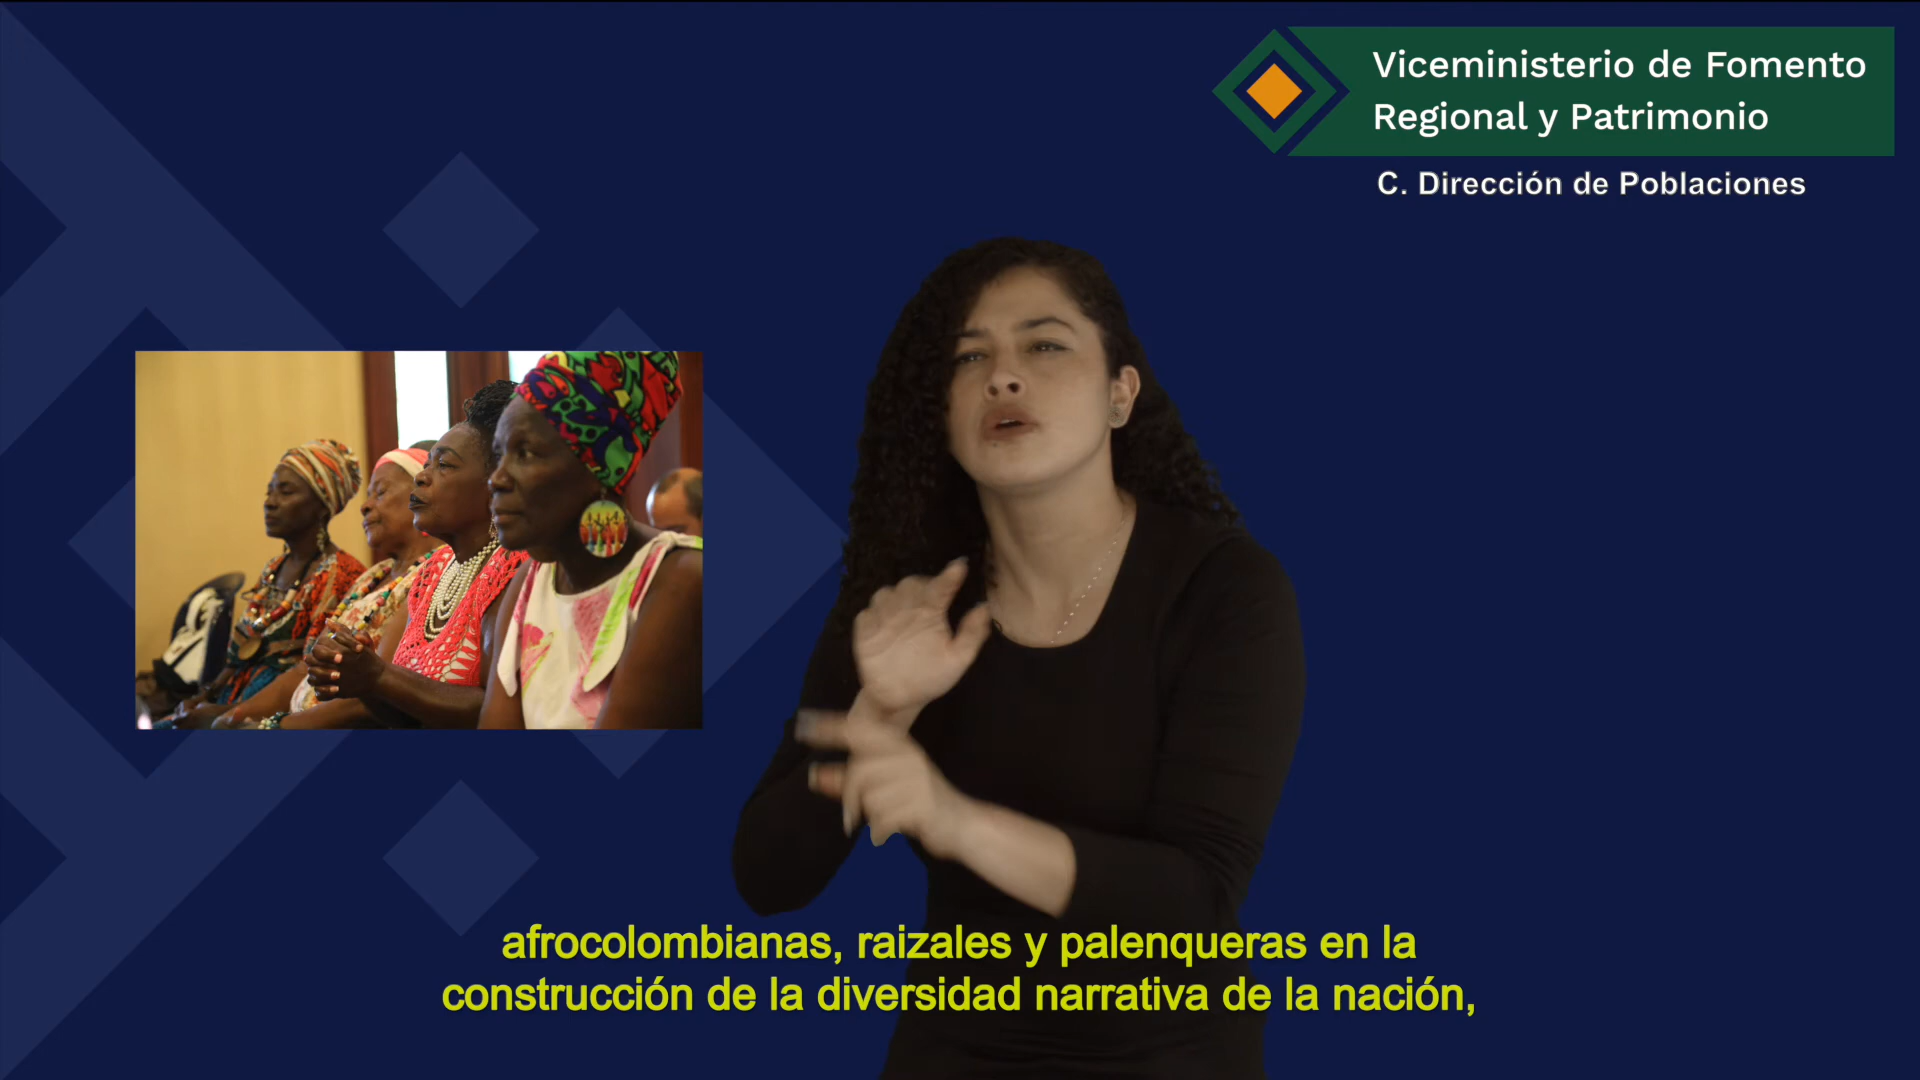 Viceministerio de Fomento
Regional y Patrimonio
C. Dirección de Poblaciones
afrocolombianas, raizales y palenqueras en la
construcción de la diversidad narrativa de la nación,